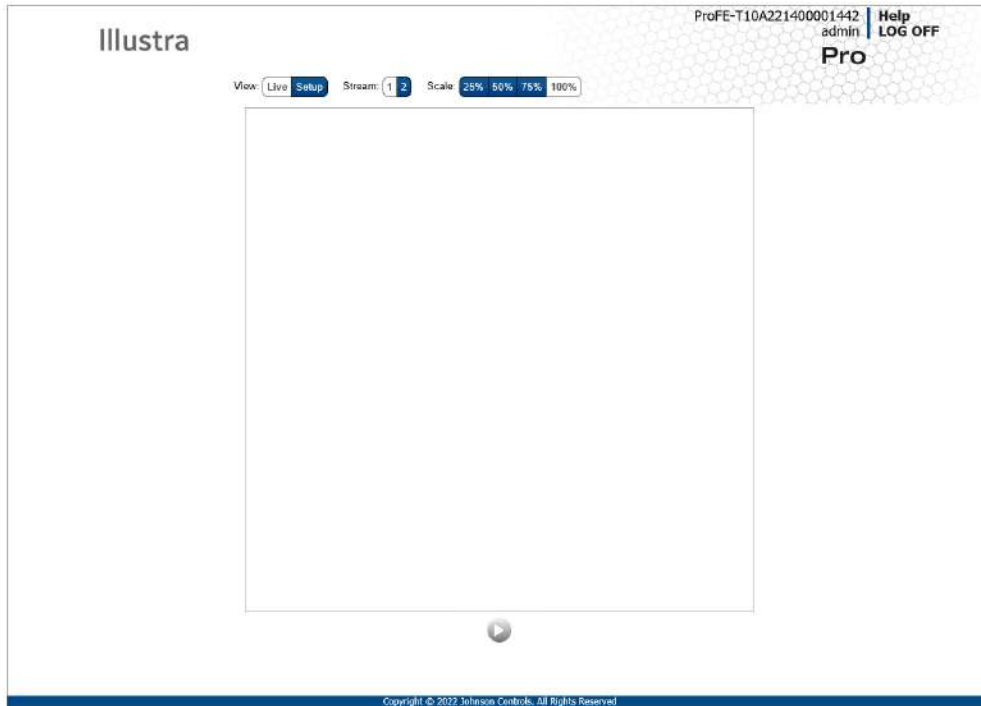 Illustra
ProFE-T10A221400001442 Help
admin LOG OFF
Pro
View: Live Setup Stream: 1 2 Scale: 25% 50% 75% 100%
Copyright © 2022 Johnson Controls, All Rights Reserved